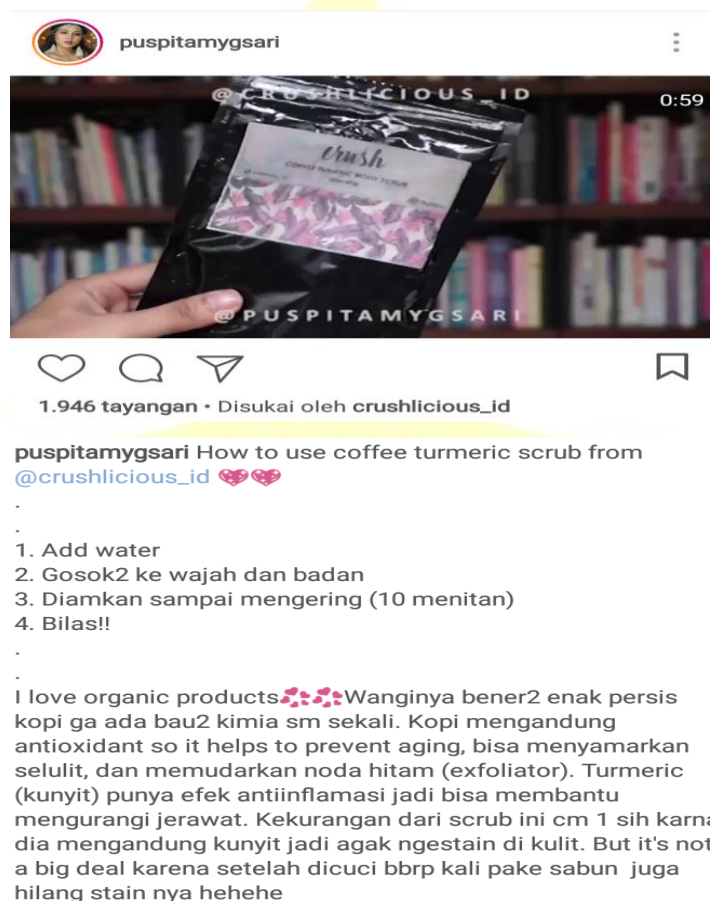 puspitamygsari
@CRUSHLICIOUS_ID
0:59
crush
COFFEE TURMERIC BODY SCRUB
@PUSPITAMYGSARI
1.946 tayangan • Disukai oleh crushlicious_id
puspitamygsari How to use coffee turmeric scrub from
@crushlicious_id 💖💖
.
.
1. Add water
2. Gosok2 ke wajah dan badan
3. Diamkan sampai mengering (10 menitan)
4. Bilas!!
.
.
I love organic products💞💞Wanginya bener2 enak persis
kopi ga ada bau2 kimia sm sekali. Kopi mengandung
antioxidant so it helps to prevent aging, bisa menyamarkan
selulit, dan memudarkan noda hitam (exfoliator). Turmeric
(kunyit) punya efek antiinflamasi jadi bisa membantu
mengurangi jerawat. Kekurangan dari scrub ini cm 1 sih karna
dia mengandung kunyit jadi agak ngestain di kulit. But it's not
a big deal karena setelah dicuci bbrp kali pake sabun juga
hilang stain nya hehehe